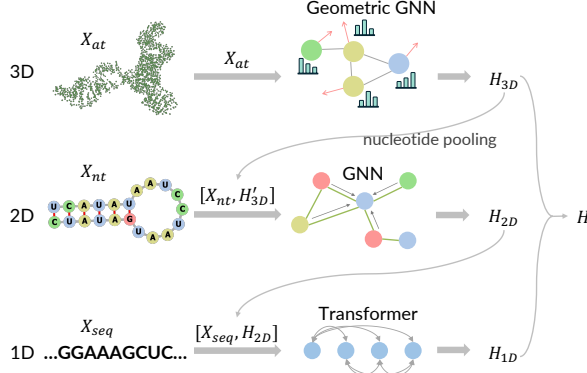 Geometric GNN
3D
X_at
X_at
H_3D
nucleotide pooling
2D
X_nt
U C A U A U A A U C C U A A U G A U A U C
[X_nt, H'_3D]
GNN
H_2D
H
1D
X_seq
...GGAAAGCUC...
[X_seq, H_2D]
Transformer
H_1D